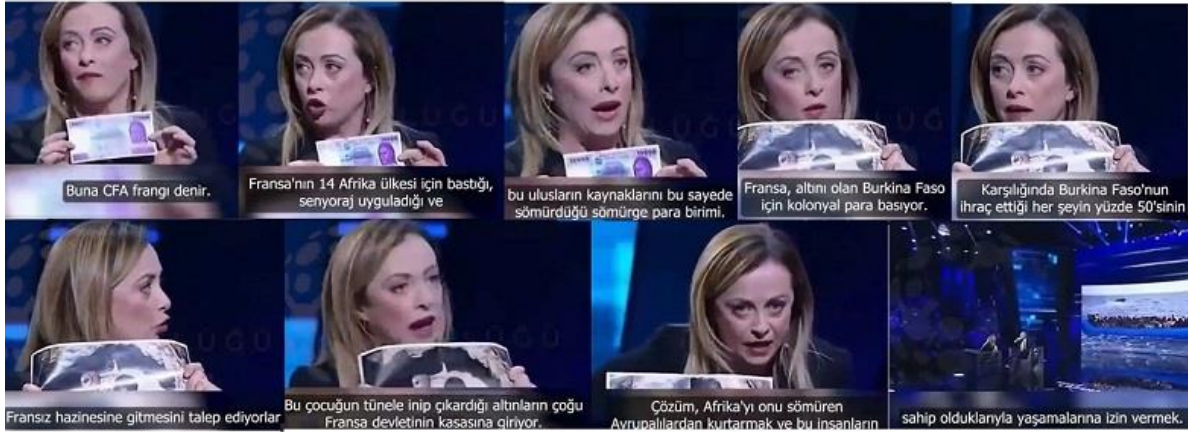 Buna CFA frangı denir.
Fransa'nın 14 Afrika ülkesi için bastığı,
senyoraj uyguladığı ve
bu ulusların kaynaklarını bu sayede
sömürdüğü sömürge para birimi.
Fransa, altını olan Burkina Faso
için kolonyal para basıyor.
Karşılığında Burkina Faso'nun
ihraç ettiği her şeyin yüzde 50'sinin
Fransız hazinesine gitmesini talep ediyorlar
Bu çocuğun tünele inip çıkardığı altınların çoğu
Fransa devletinin kasasına giriyor.
Çözüm, Afrika'yı onu sömüren
Avrupalılardan kurtarmak ve bu insanların
sahip olduklarıyla yaşamalarına izin vermek.